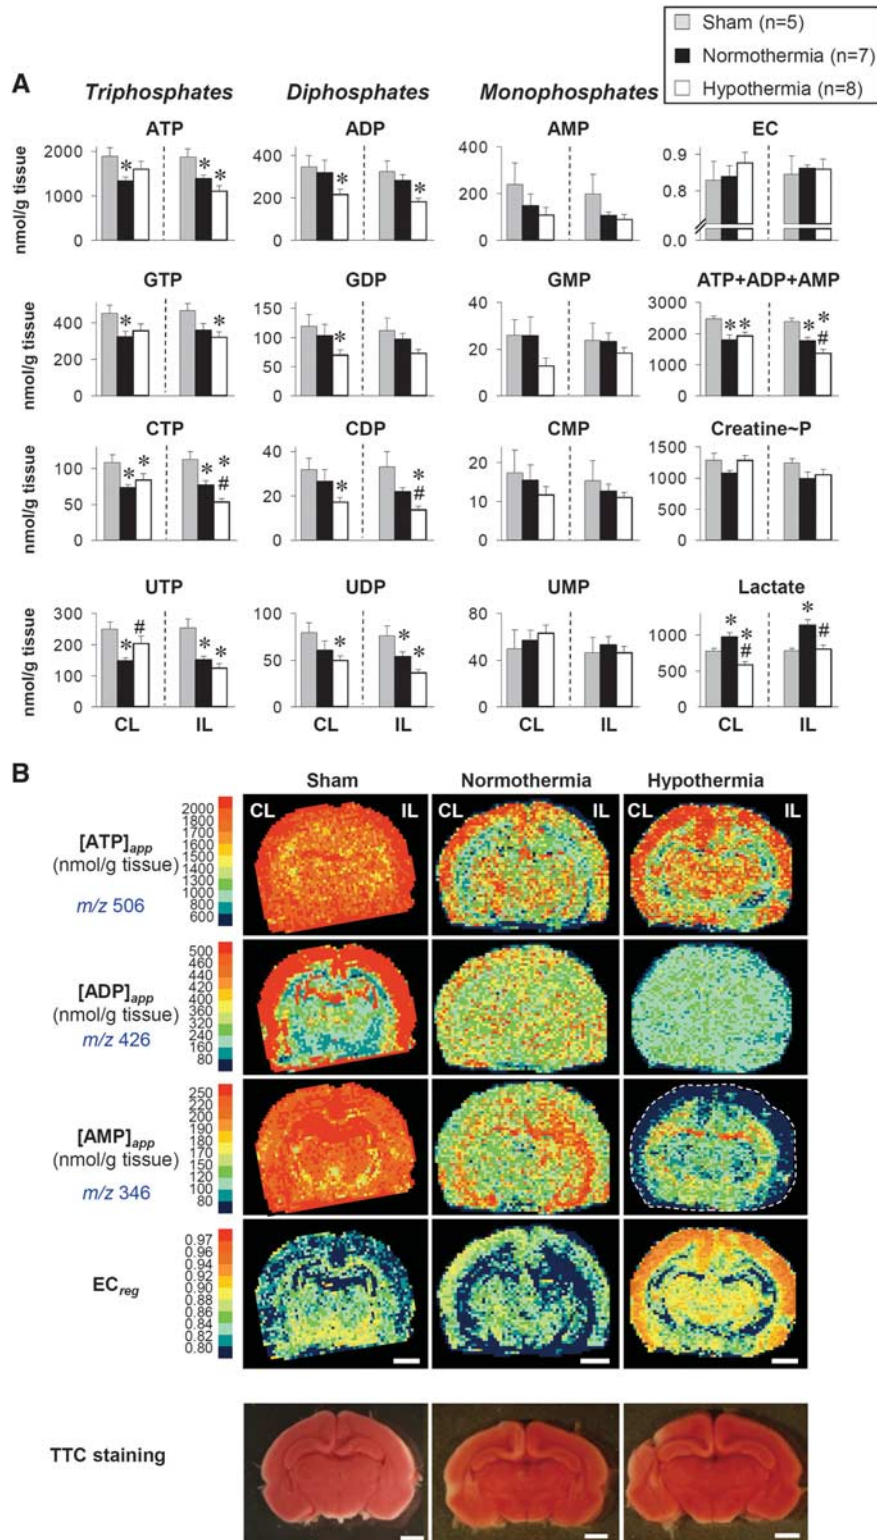 Sham (n=5)
Normothermia (n=7)
Hypothermia (n=8)
A
Triphosphates Diphosphates Monophosphates
ATP ADP AMP EC
nmol/g tissue
2000 1000 0
400 200 0
400 200 0
0.9 0.8 0.0
* * *
* *
GTP GDP GMP ATP+ADP+AMP
nmol/g tissue
400 200 0
150 100 50 0
40 20 0
3000 2000 1000 0
* *
*
* * * *
#
CTP CDP CMP Creatine~P
nmol/g tissue
100 50 0
40 20 0
20 10 0
1500 1000 500 0
* * * *
#
* *
#
UTP UDP UMP Lactate
nmol/g tissue
300 200 100 0
100 50 0
80 40 0
1000 500 0
* # * *
* * *
* * # * #
CL IL CL IL CL IL CL IL
B
Sham Normothermia Hypothermia
CL IL CL IL CL IL
[ATP]app
(nmol/g tissue)
m/z 506
2000
1800
1700
1600
1500
1400
1300
1000
800
600
[ADP]app
(nmol/g tissue)
m/z 426
500
460
440
420
400
360
320
240
160
80
[AMP]app
(nmol/g tissue)
m/z 346
250
220
200
190
170
150
120
100
80
ECreg
0.97
0.96
0.94
0.92
0.90
0.88
0.86
0.84
0.82
0.80
TTC staining